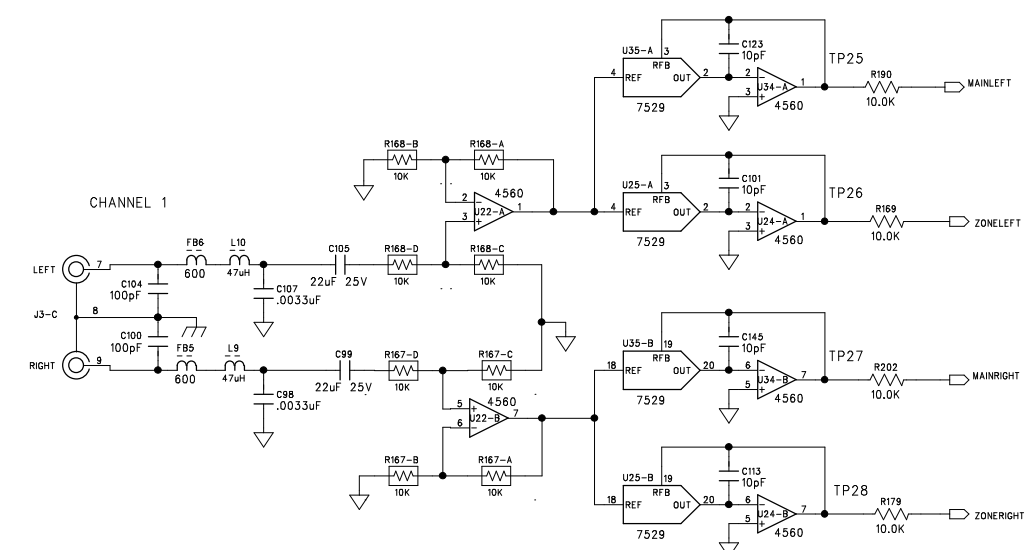 U35-A
3
RFB
4
REF
OUT
2
7529
C123
10pF
2
3
1
U34-A
4560
TP25
R190
10.0K
MAINLEFT
R168-B
10K
R168-A
10K
U25-A
3
RFB
4
REF
OUT
2
7529
C101
10pF
2
3
1
U24-A
4560
TP26
R169
10.0K
ZONELEFT
4560
2
3
1
U22-A
CHANNEL 1
LEFT
7
C104
100pF
FB6
600
L10
47uH
C107
.0033uF
C105
22uF 25V
R168-D
10K
R168-C
10K
J3-C
8
C100
100pF
RIGHT
9
FB5
600
L9
47uH
C98
.0033uF
C99
22uF 25V
R167-D
10K
R167-C
10K
4560
5
6
7
U22-B
R167-B
10K
R167-A
10K
U35-B
19
RFB
18
REF
OUT
20
7529
C145
10pF
6
5
7
U34-B
4560
TP27
R202
10.0K
MAINRIGHT
U25-B
19
RFB
18
REF
OUT
20
7529
C113
10pF
6
5
7
U24-B
4560
TP28
R179
10.0K
ZONERIGHT